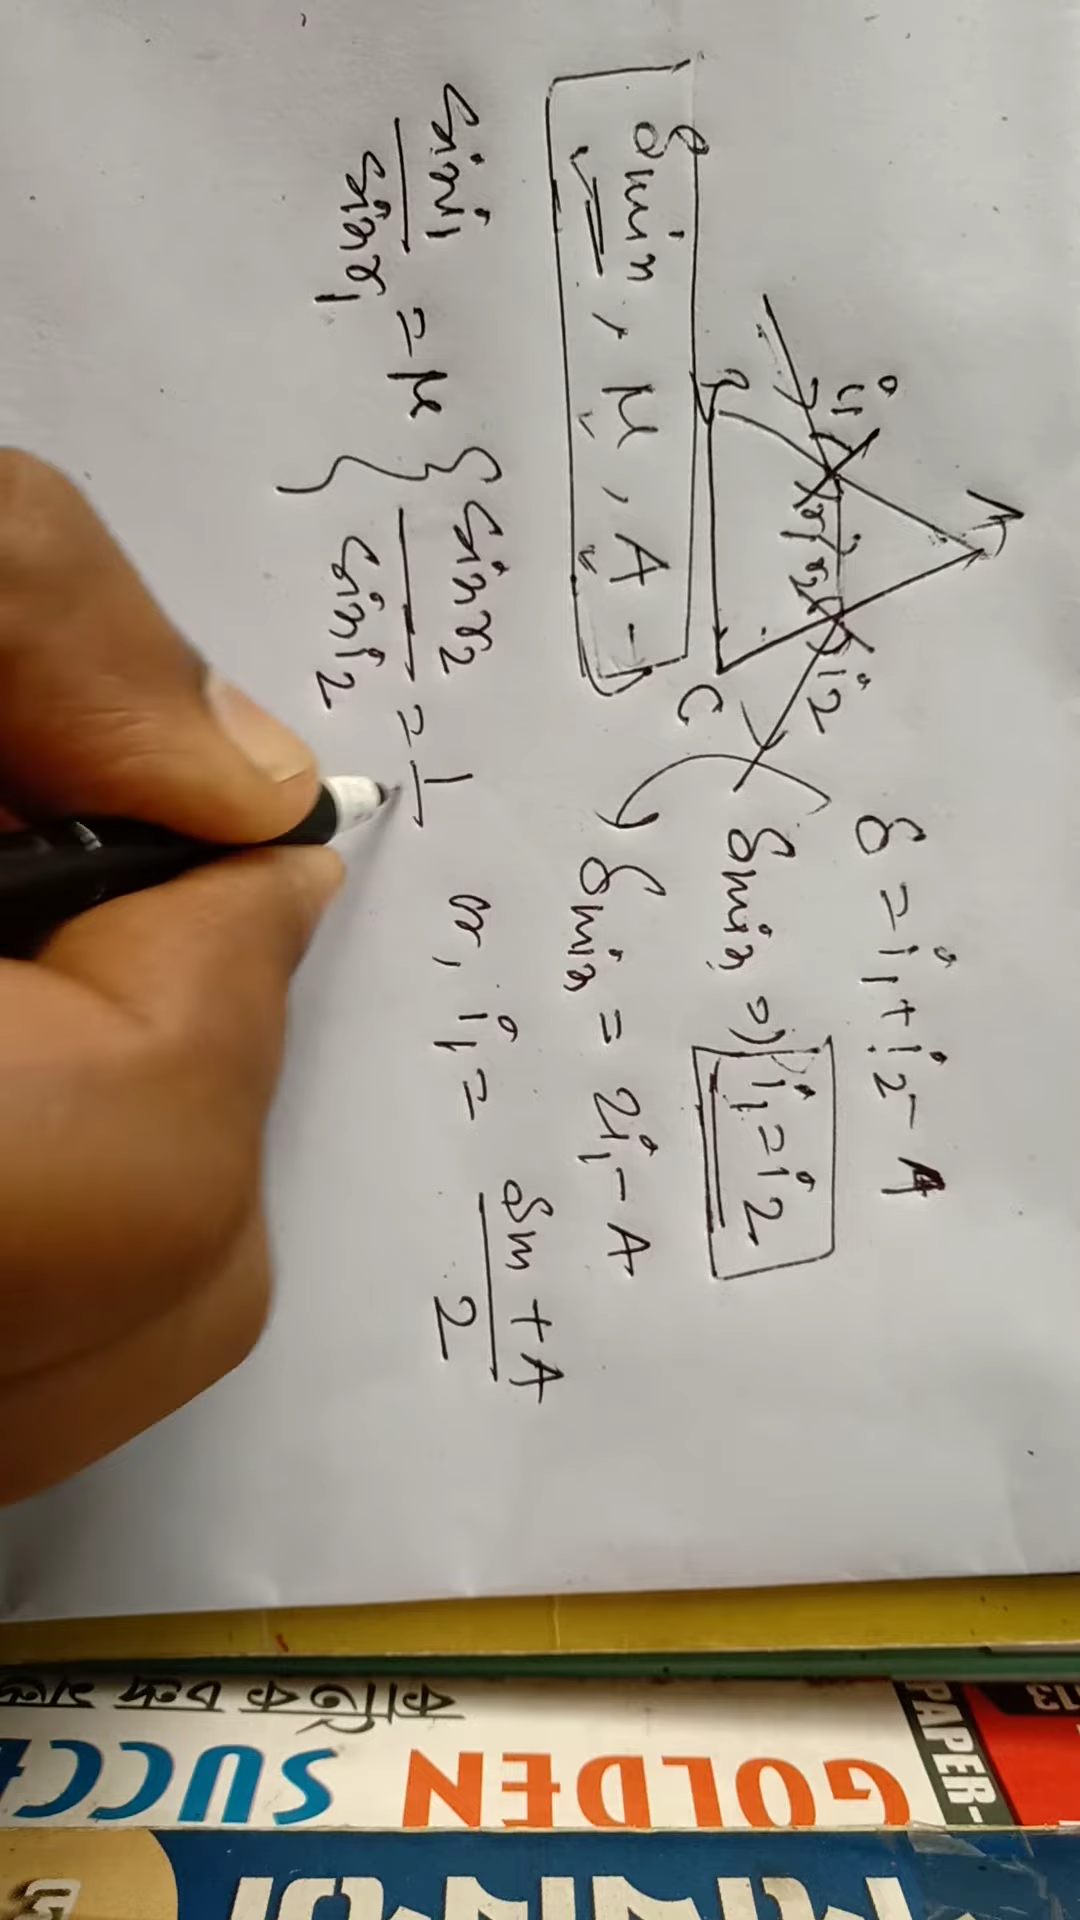 A
i1
r1 r2
i2
B
C
δ = i1 + i2 - A
δmin, μ, A →
δmin ⇒ i1 = i2
δmin = 2i1 - A
sin i1 / sin r1 = μ { sin r2 / sin i2 = 1
or, i1 = δm + A / 2
PAPER-
13
GOLDEN SUCC